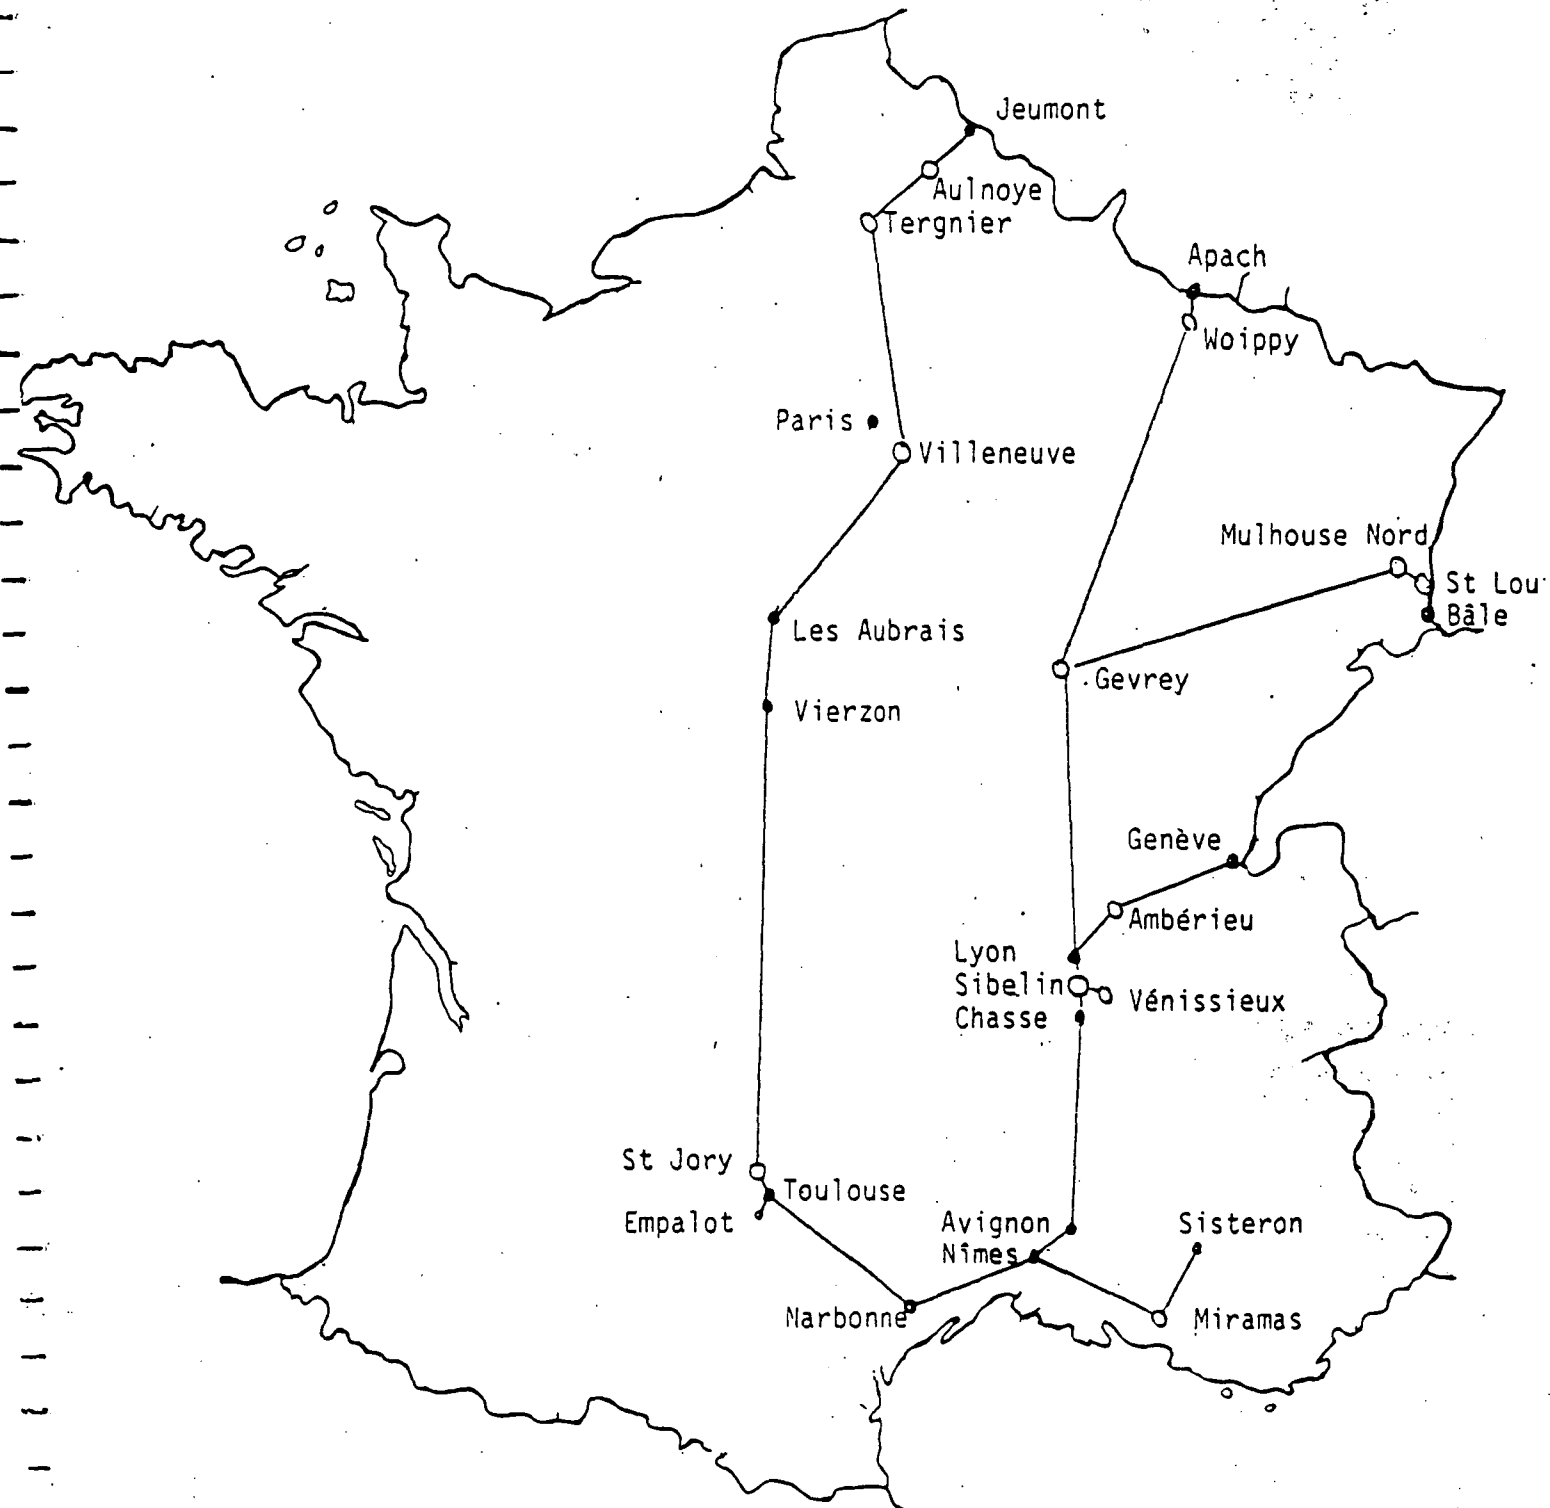 Jeumont
Aulnoye
Tergnier
Apach
Woippy
Paris
Villeneuve
Mulhouse Nord
St Lou
Bâle
Les Aubrais
Gevrey
Vierzon
Genève
Ambérieu
Lyon
Sibelin
Vénissieux
Chasse
St Jory
Toulouse
Empalot
Avignon
Sisteron
Nîmes
Narbonne
Miramas